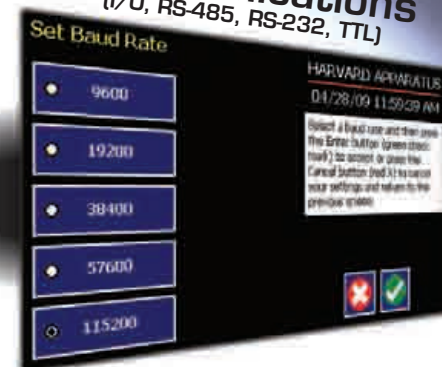 (I/O, RS-485, RS-232, TTL)
Set Baud Rate
9600
19200
38400
57600
115200
HARVARD APPARATUS
04/28/09 11:59:39 AM
Select a baud rate and then press
the Enter button (green check
mark) to accept or press the
Cancel button (red X) to cancel
your settings and return to the
previous screen